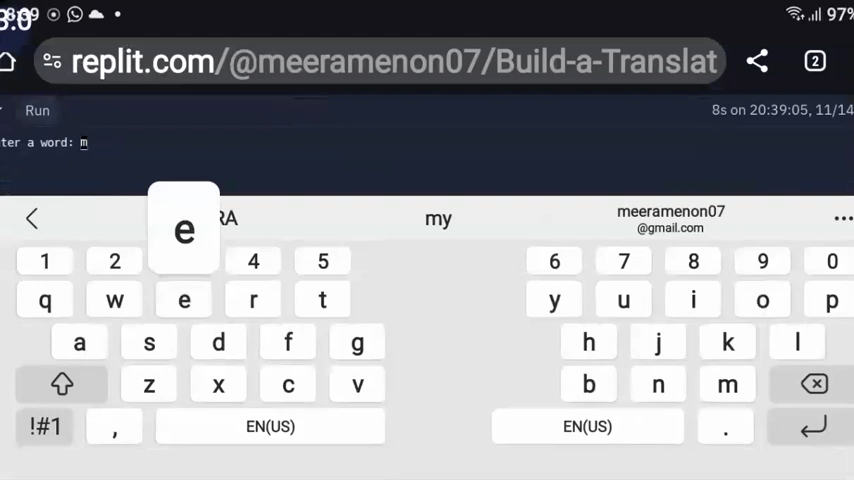 97%
replit.com/@meeramenon07/Build-a-Translat
2
Run
8s on 20:39:05, 11/14
ter a word: m
e
RA
my
meeramenon07
@gmail.com
...
1 2 4 5 6 7 8 9 0
q w e r t y u i o p
a s d f g h j k l
z x c v b n m
!#1 , EN(US) EN(US) .